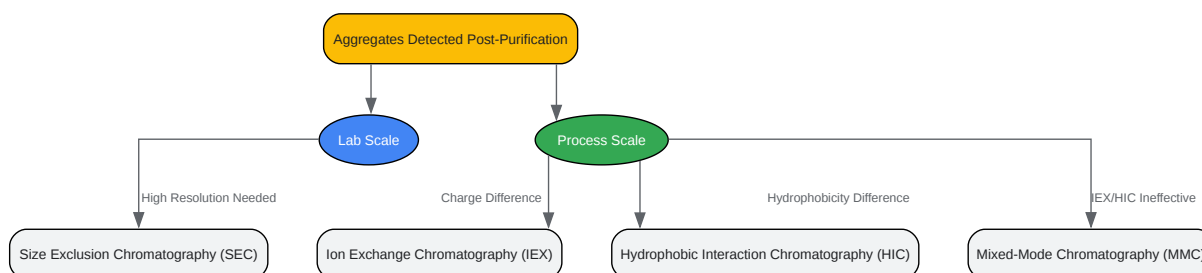 Aggregates Detected Post-Purification
Lab Scale
Process Scale
High Resolution Needed
Charge Difference
Hydrophobicity Difference
IEX/HIC Ineffective
Size Exclusion Chromatography (SEC)
Ion Exchange Chromatography (IEX)
Hydrophobic Interaction Chromatography (HIC)
Mixed-Mode Chromatography (MMC)